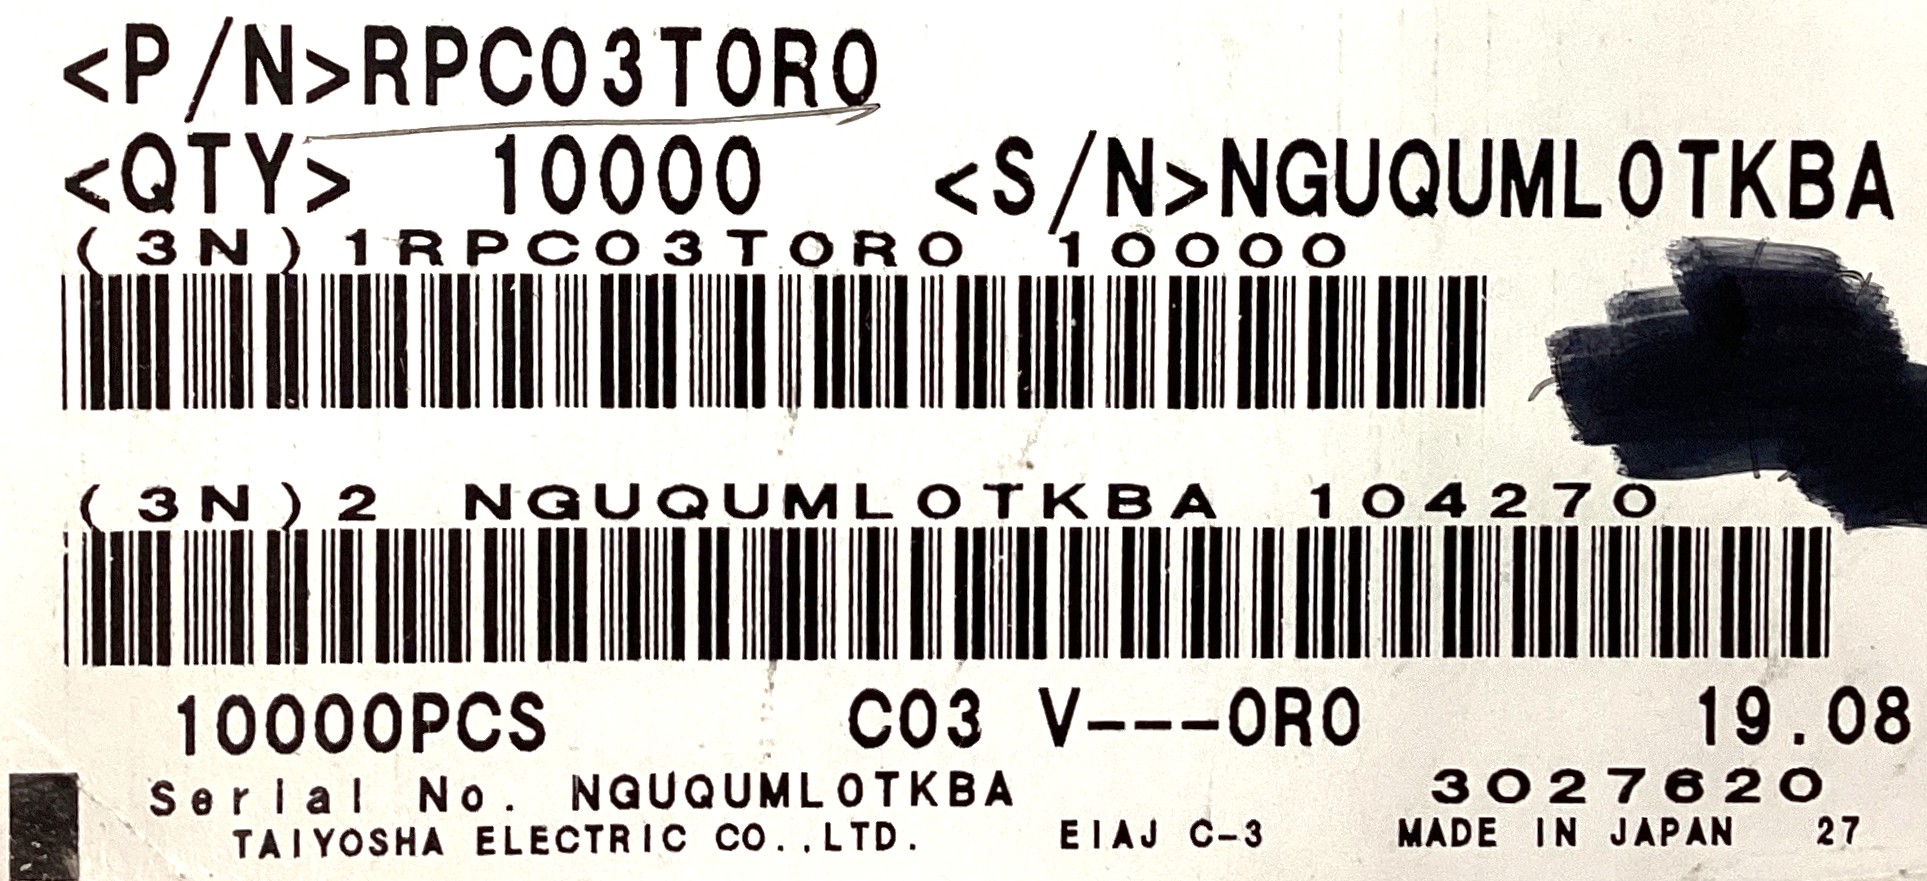 <P/N>RPC03T0R0
<QTY> 10000 <S/N>NGUQUML0TKBA
(3N)1RPC03T0R0 10000
(3N)2 NGUQUML0TKBA 104270
10000PCS C03 V---0R0 19.08
Serial No. NGUQUML0TKBA 3027620
TAIYOSHA ELECTRIC CO.,LTD. EIAJ C-3 MADE IN JAPAN 27